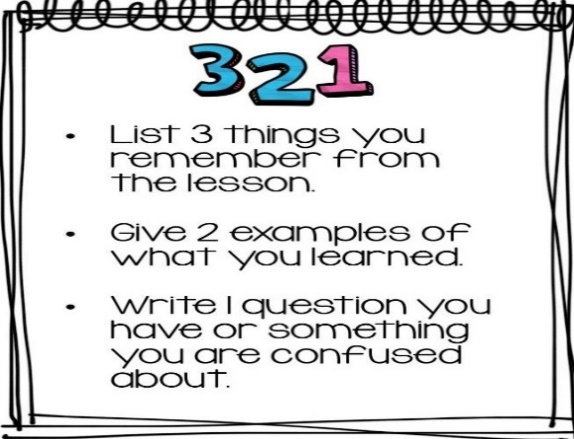 321
• List 3 things you
remember from
the lesson.
• Give 2 examples of
what you learned.
• Write 1 question you
have or something
you are confused
about.